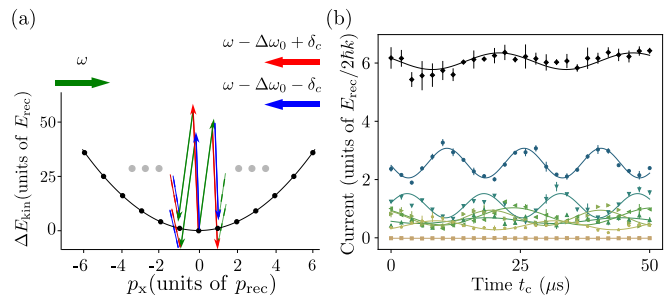 (a)
ω
ω − Δω₀ + δ_c
ω − Δω₀ − δ_c
ΔE_kin(units of E_rec)
50
25
0
-6
-4
-2
0
2
4
6
p_x(units of p_rec)
(b)
Current (units of E_rec/2ħk)
6
4
2
0
0
25
50
Time t_c (μs)